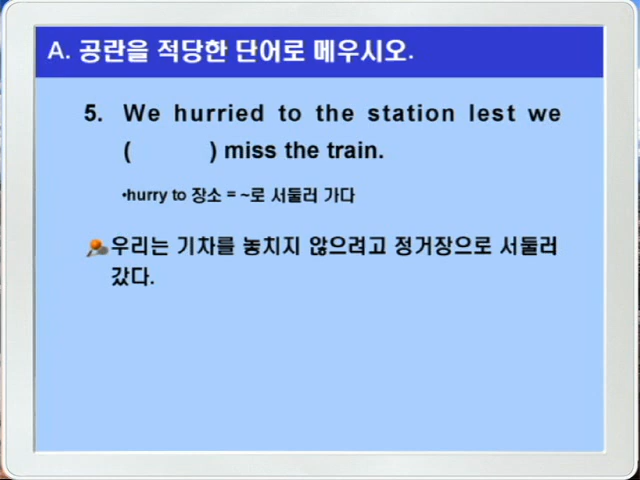 A. 공란을 적당한 단어로 메우시오.
5. We hurried to the station lest we
( ) miss the train.
•hurry to 장소 = ~로 서둘러 가다
우리는 기차를 놓치지 않으려고 정거장으로 서둘러
갔다.